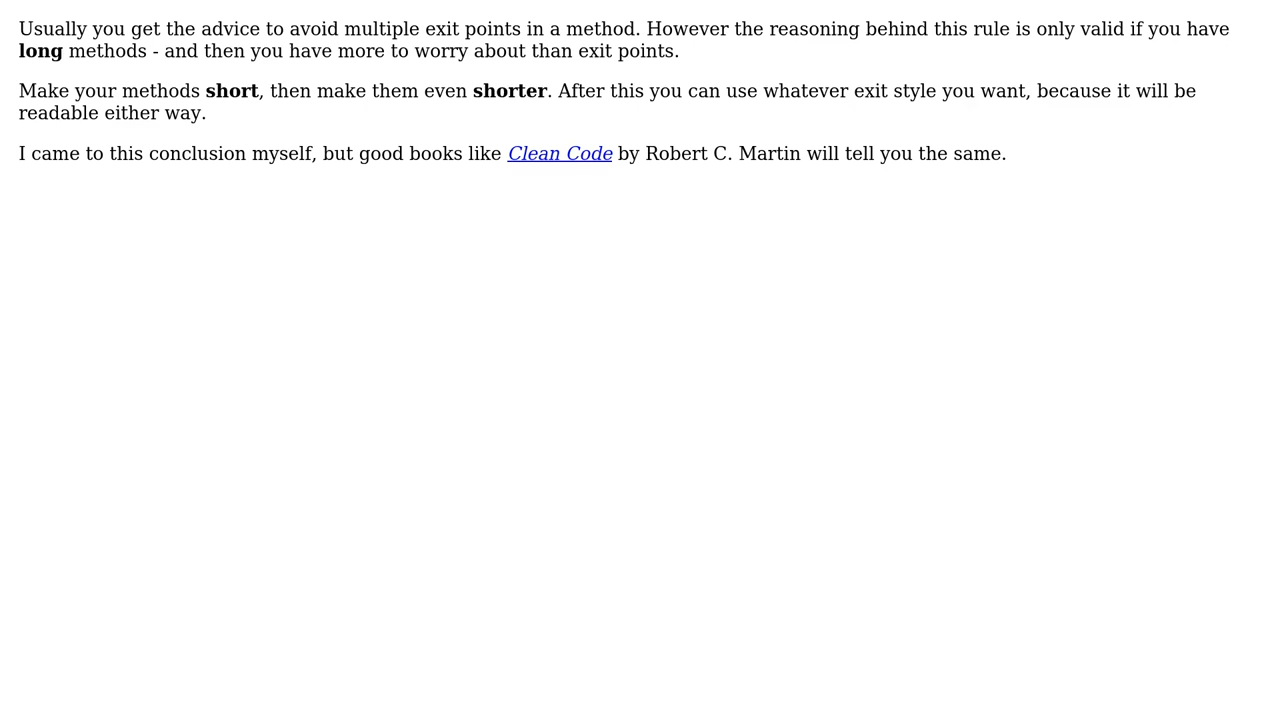 Usually you get the advice to avoid multiple exit points in a method. However the reasoning behind this rule is only valid if you have
long methods - and then you have more to worry about than exit points.
Make your methods short, then make them even shorter. After this you can use whatever exit style you want, because it will be
readable either way.
I came to this conclusion myself, but good books like Clean Code by Robert C. Martin will tell you the same.